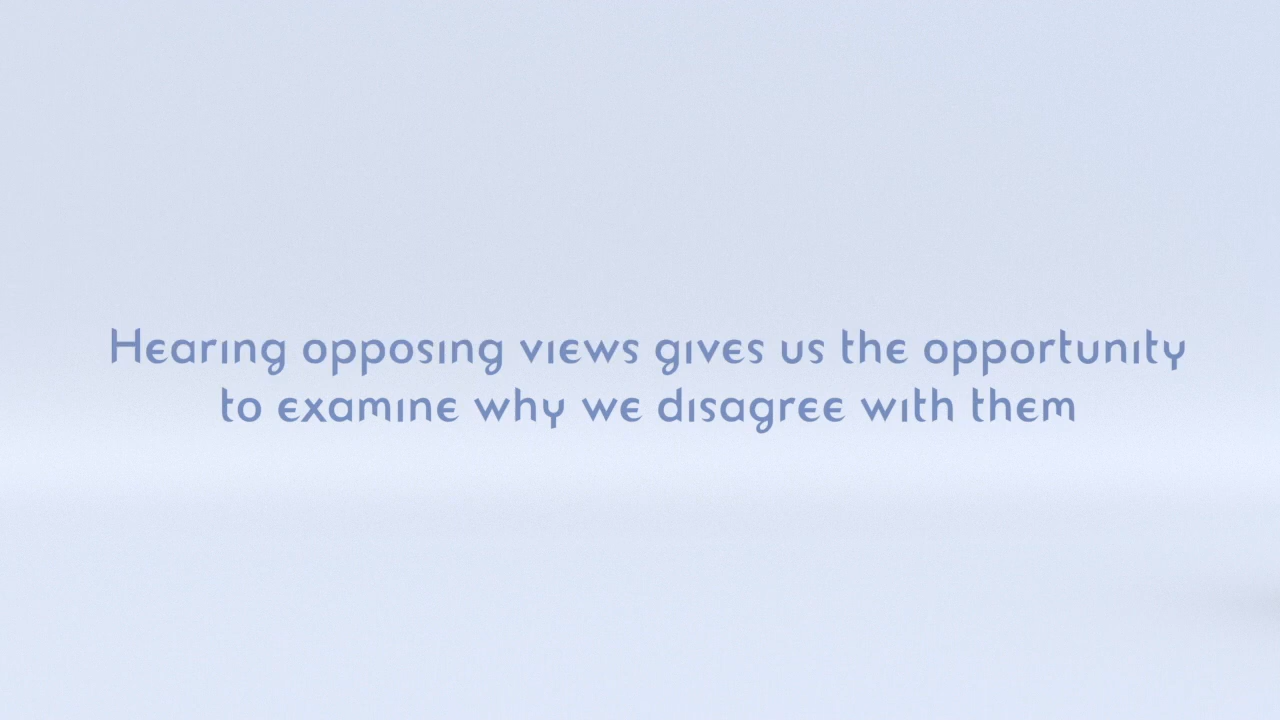 Hearing opposing views gives us the opportunity
to examine why we disagree with them